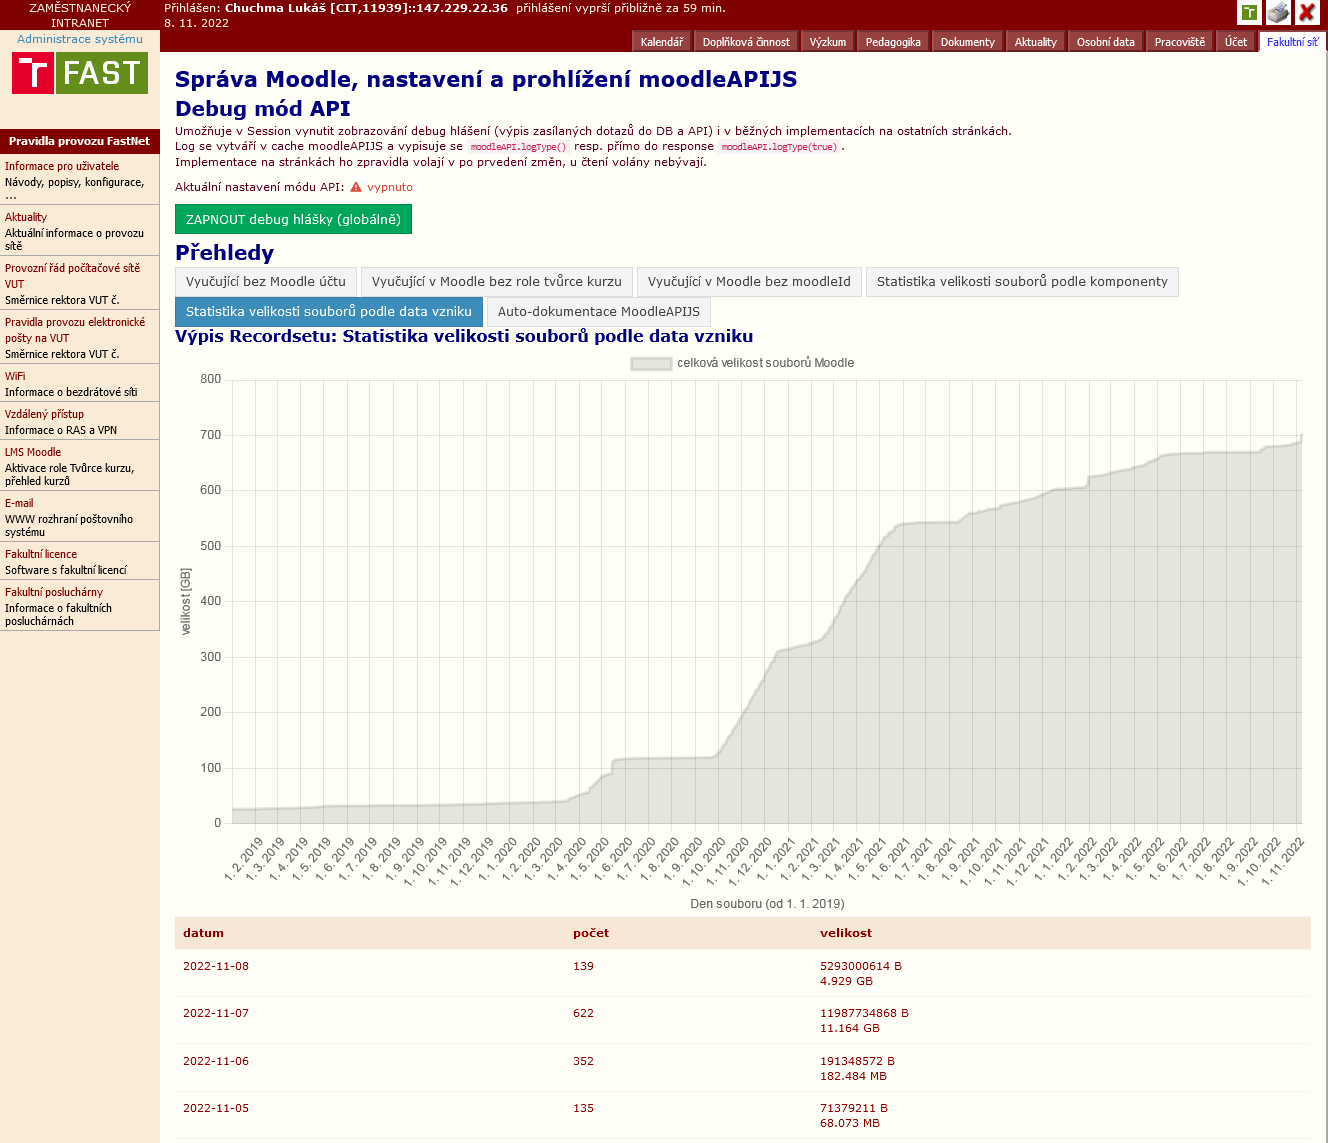 ZAMĚSTNANECKÝ
INTRANET
Administrace systému
FAST
Přihlášen: Chuchma Lukáš [CIT,11939]::147.229.22.36 přihlášení vyprší přibližně za 59 min.
8. 11. 2022
Kalendář Doplňková činnost Výzkum Pedagogika Dokumenty Aktuality Osobní data Pracoviště Účet Fakultní síť
Pravidla provozu FastNet
Informace pro uživatele
Návody, popisy, konfigurace,
...
Aktuality
Aktuální informace o provozu
sítě
Provozní řád počítačové sítě
VUT
Směrnice rektora VUT č.
Pravidla provozu elektronické
pošty na VUT
Směrnice rektora VUT č.
WiFi
Informace o bezdrátové síti
Vzdálený přístup
Informace o RAS a VPN
LMS Moodle
Aktivace role Tvůrce kurzu,
přehled kurzů
E-mail
WWW rozhraní poštovního
systému
Fakultní licence
Software s fakultní licencí
Fakultní posluchárny
Informace o fakultních
posluchárnách
Správa Moodle, nastavení a prohlížení moodleAPIJS
Debug mód API
Umožňuje v Session vynutit zobrazování debug hlášení (výpis zasílaných dotazů do DB a API) i v běžných implementacích na ostatních stránkách.
Log se vytváří v cache moodleAPIJS a vypisuje se moodleAPI.logType() resp. přímo do response moodleAPI.logType(true) .
Implementace na stránkách ho zpravidla volají v po prvedení změn, u čtení volány nebývají.
Aktuální nastavení módu API: vypnuto
ZAPNOUT debug hlášky (globálně)
Přehledy
Vyučující bez Moodle účtu Vyučující v Moodle bez role tvůrce kurzu Vyučující v Moodle bez moodleId Statistika velikosti souborů podle komponenty
Statistika velikosti souborů podle data vzniku Auto-dokumentace MoodleAPIJS
Výpis Recordsetu: Statistika velikosti souborů podle data vzniku
celková velikost souborů Moodle
800
700
600
500
400
300
200
100
0
velikost [GB]
1. 2. 2019 1. 3. 2019 1. 4. 2019 1. 5. 2019 1. 6. 2019 1. 7. 2019 1. 8. 2019 1. 9. 2019 1. 10. 2019 1. 11. 2019 1. 12. 2019 1. 1. 2020 1. 2. 2020 1. 3. 2020 1. 4. 2020 1. 5. 2020 1. 6. 2020 1. 7. 2020 1. 8. 2020 1. 9. 2020 1. 10. 2020 1. 11. 2020 1. 12. 2020 1. 1. 2021 1. 2. 2021 1. 3. 2021 1. 4. 2021 1. 5. 2021 1. 6. 2021 1. 7. 2021 1. 8. 2021 1. 9. 2021 1. 10. 2021 1. 11. 2021 1. 12. 2021 1. 1. 2022 1. 2. 2022 1. 3. 2022 1. 4. 2022 1. 5. 2022 1. 6. 2022 1. 7. 2022 1. 8. 2022 1. 9. 2022 1. 10. 2022 1. 11. 2022
Den souboru (od 1. 1. 2019)
datum počet velikost
2022-11-08 139 5293000614 B
4.929 GB
2022-11-07 622 11987734868 B
11.164 GB
2022-11-06 352 191348572 B
182.484 MB
2022-11-05 135 71379211 B
68.073 MB